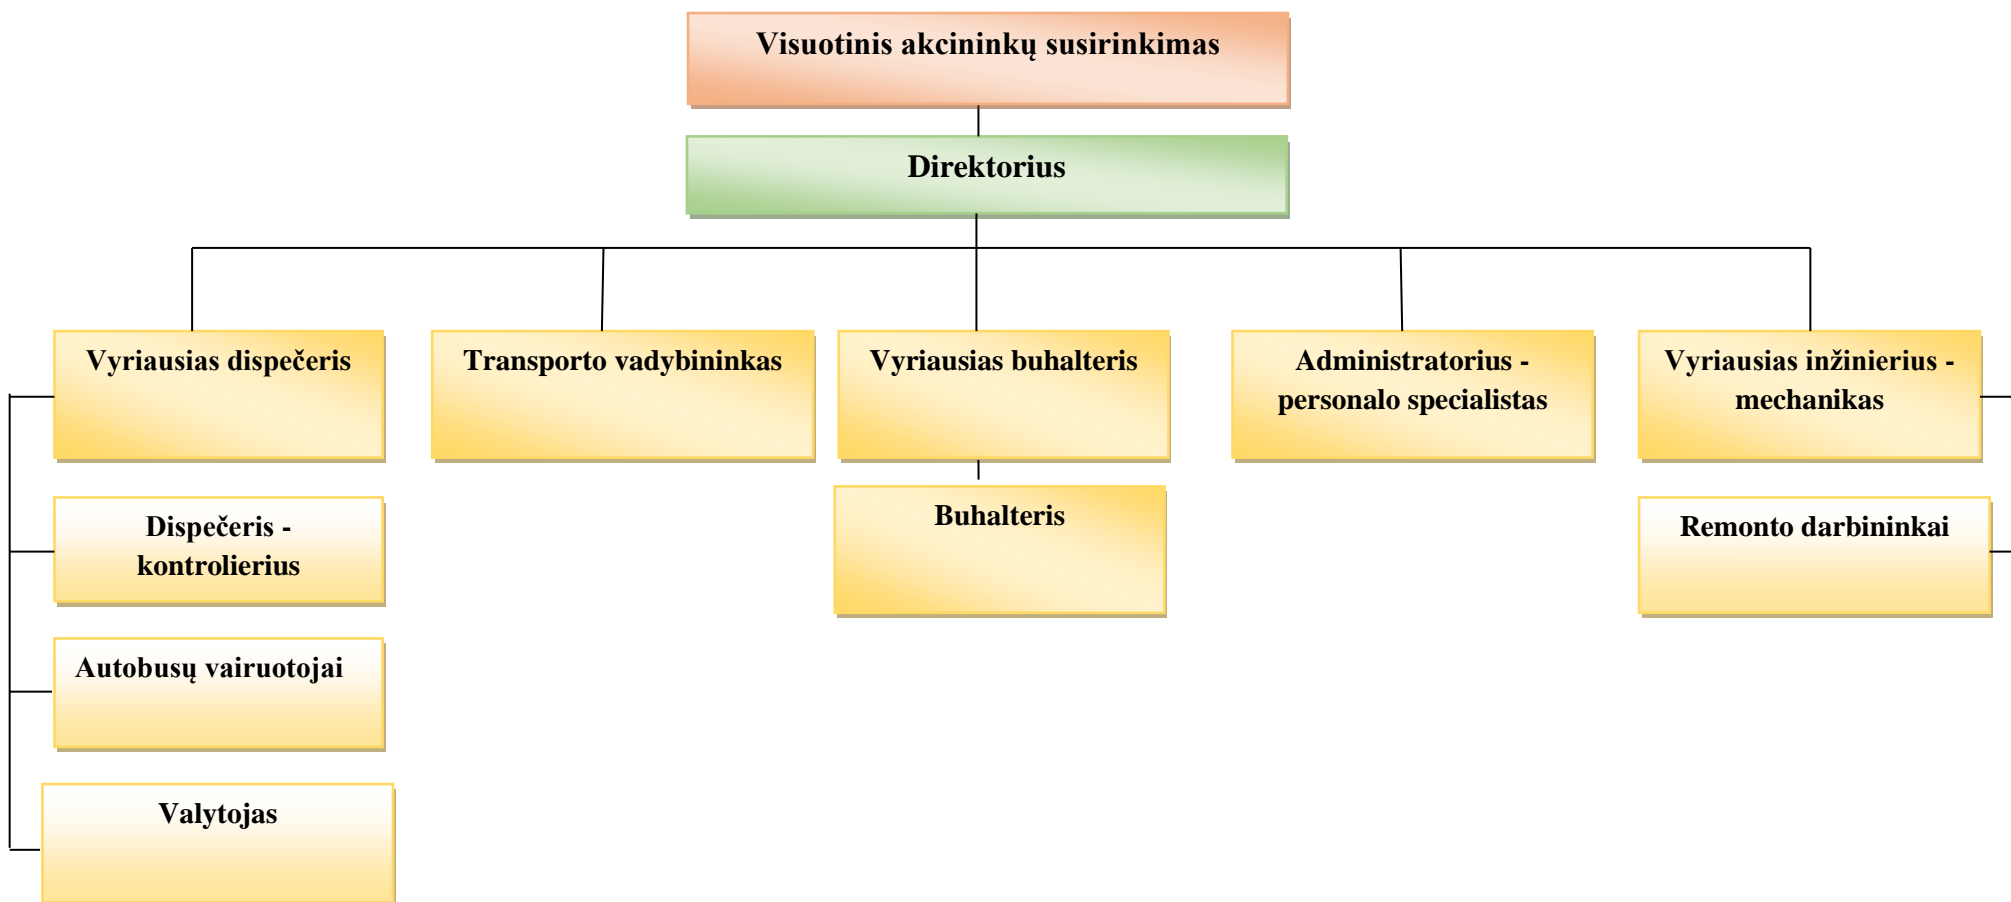 Visuotinis akcininkų susirinkimas
Direktorius
Vyriausias dispečeris
Transporto vadybininkas
Vyriausias buhalteris
Administratorius -
personalo specialistas
Vyriausias inžinierius -
mechanikas
Dispečeris -
kontrolierius
Buhalteris
Remonto darbininkai
Autobusų vairuotojai
Valytojas